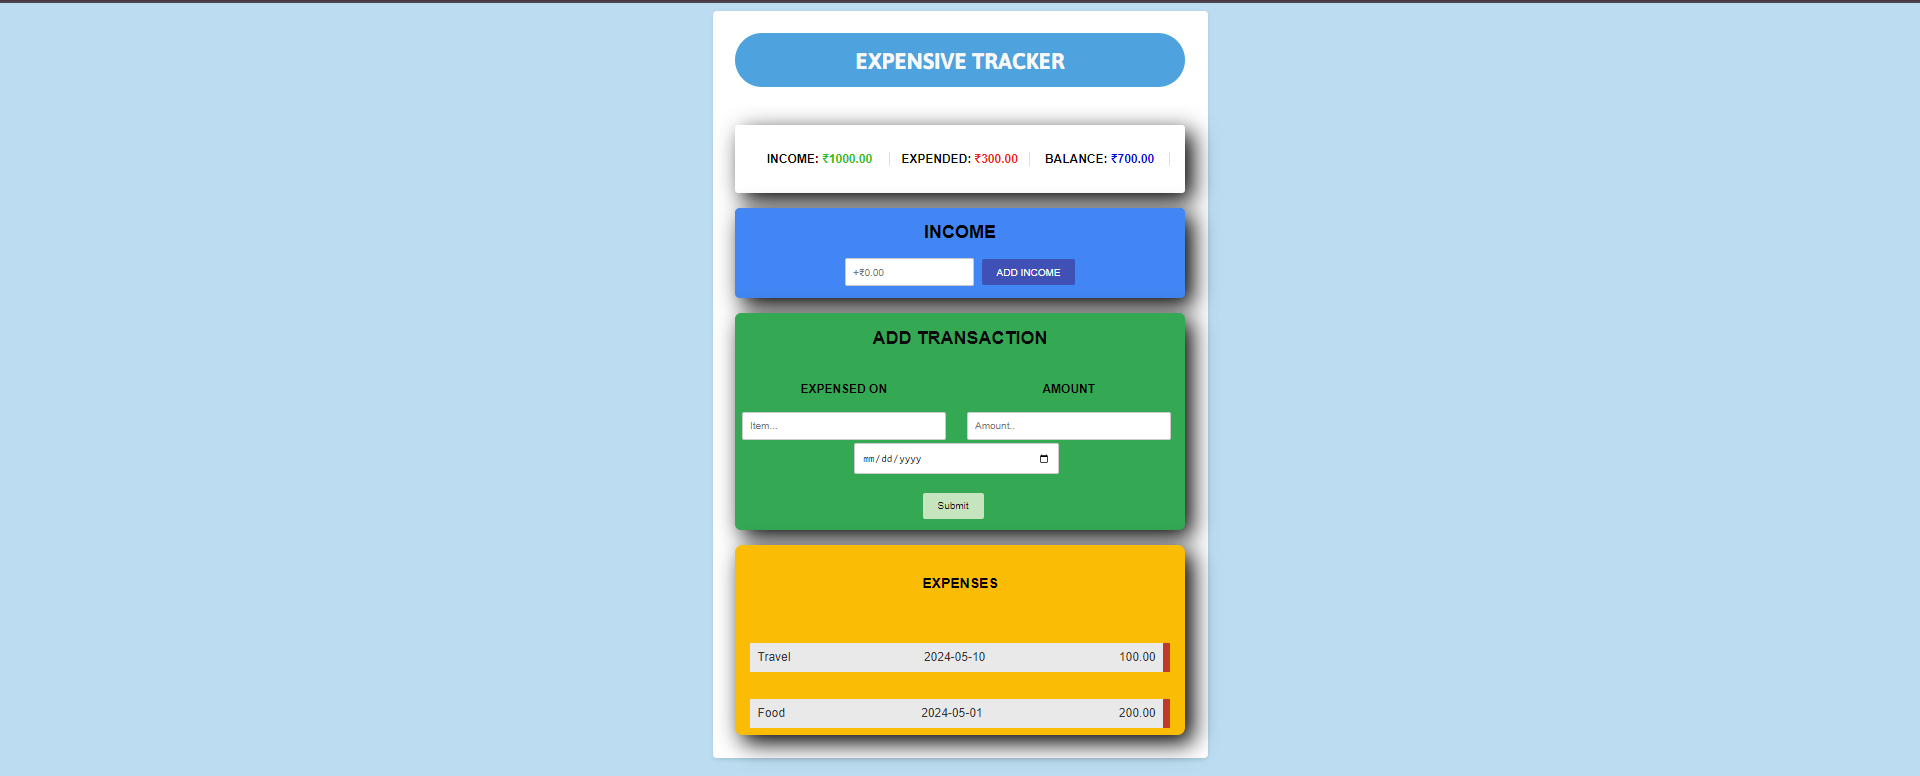 EXPENSIVE TRACKER
INCOME: ₹1000.00 EXPENDED: ₹300.00 BALANCE: ₹700.00
INCOME
+₹0.00 ADD INCOME
ADD TRANSACTION
EXPENSED ON AMOUNT
Item... Amount..
mm/dd/yyyy
Submit
EXPENSES
Travel 2024-05-10 100.00
Food 2024-05-01 200.00